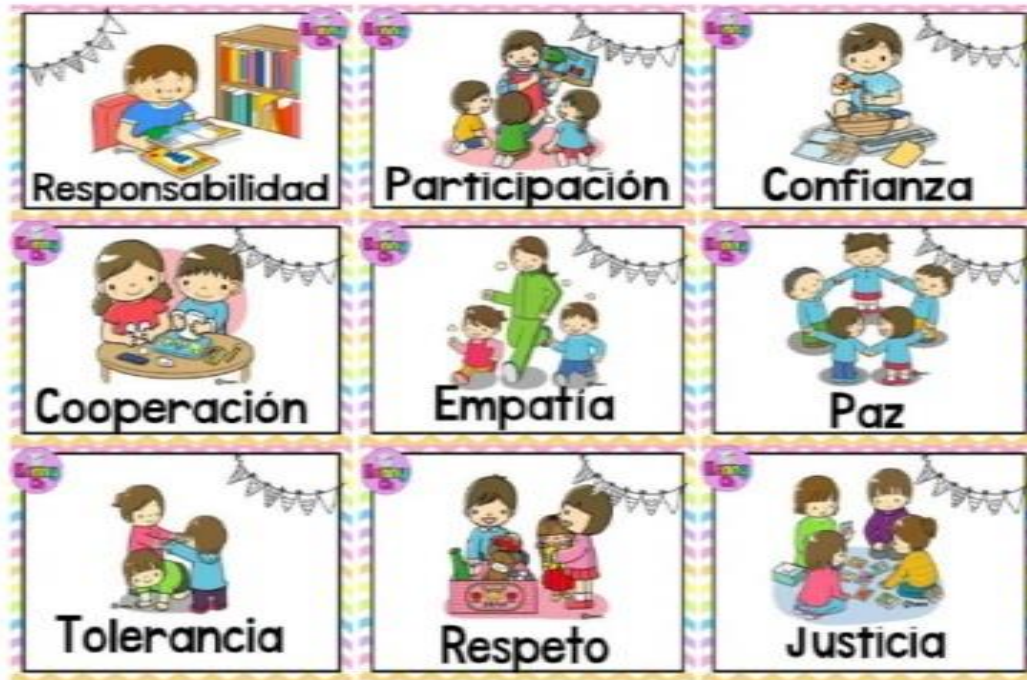 Responsabilidad
Participación
Confianza
Cooperación
Empatía
Paz
Tolerancia
Respeto
Justicia